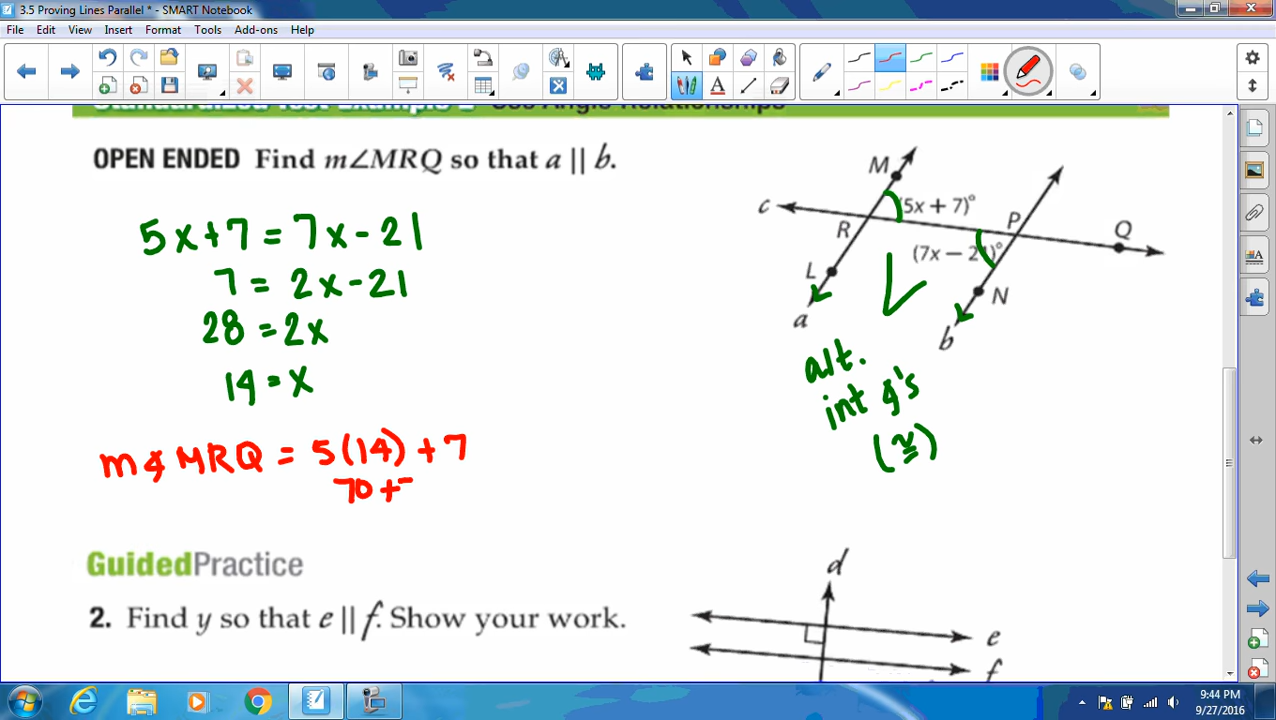 3.5 Proving Lines Parallel * - SMART Notebook
File Edit View Insert Format Tools Add-ons Help
OPEN ENDED Find m∠MRQ so that a || b.
5x+7 = 7x-21
7 = 2x-21
28 = 2x
14 = x
m∠MRQ = 5(14)+7
70+
M
c
(5x + 7)°
R
P
Q
(7x – 2)°
L
N
a
b
alt.
int ∠'s
(≅)
GuidedPractice
2. Find y so that e || f. Show your work.
d
e
f
9:44 PM
9/27/2016